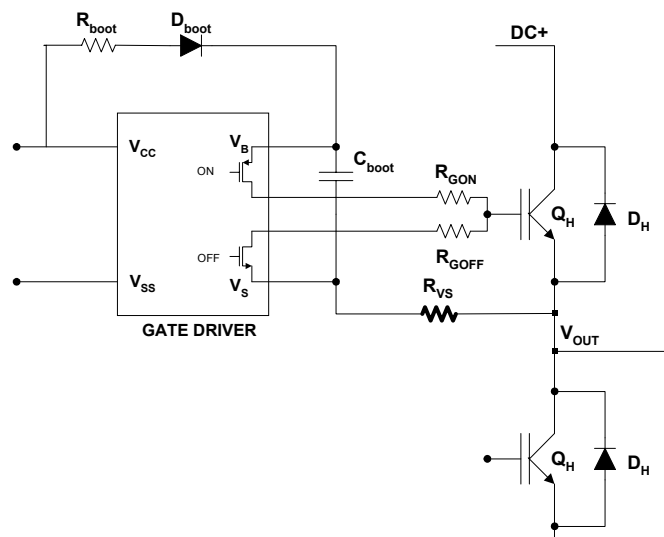 Rboot
Dboot
DC+
VCC
VB
ON
Cboot
RGON
QH
DH
OFF
RGOFF
VSS
VS
RVS
GATE DRIVER
VOUT
QH
DH